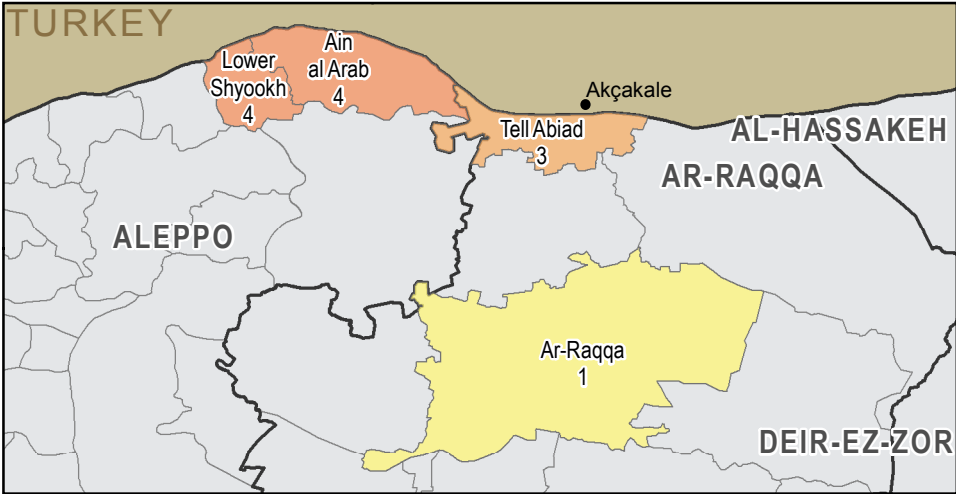 TURKEY
Ain
al Arab
4
Lower
Shyookh
4
Akçakale
Tell Abiad
3
AL-HASSAKEH
AR-RAQQA
ALEPPO
Ar-Raqqa
1
DEIR-EZ-ZOR